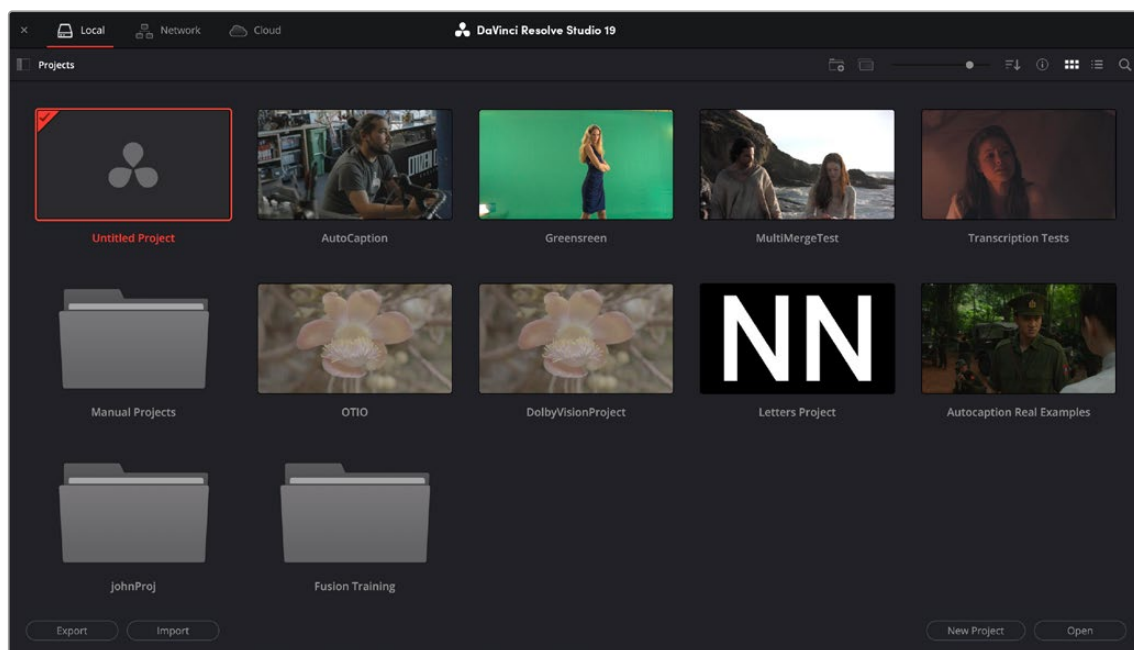 Local
Network
Cloud
DaVinci Resolve Studio 19
Projects
Untitled Project
AutoCaption
Greensreen
MultiMergeTest
Transcription Tests
Manual Projects
OTIO
DolbyVisionProject
NN
Letters Project
Autocaption Real Examples
johnProj
Fusion Training
Export
Import
New Project
Open